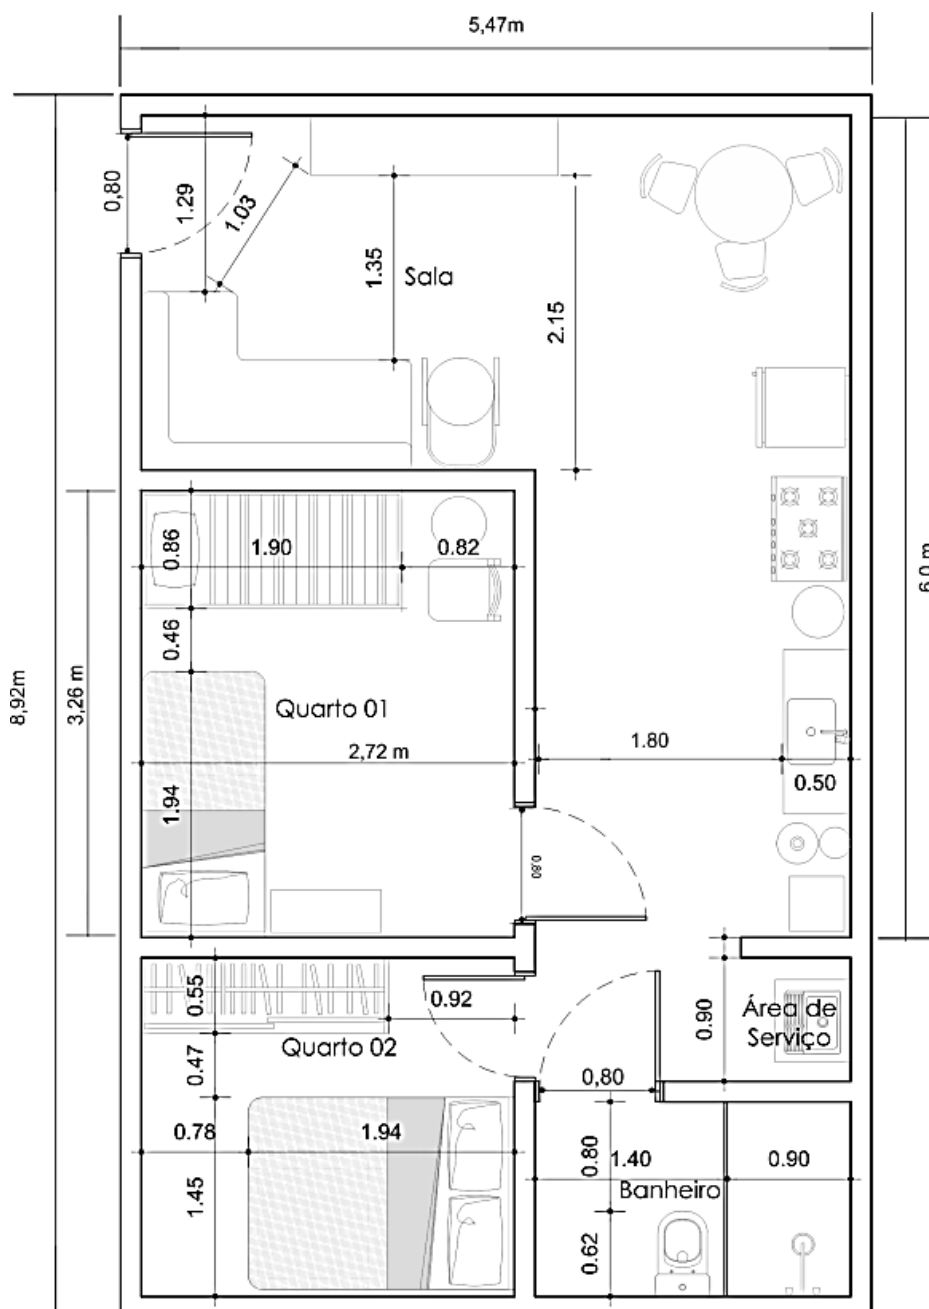 5,47m
0,80
1.29
1.03
1.35
Sala
2.15
0.86
1.90
0.82
0.46
6,0 m
8,92m
3,26 m
Quarto 01
2,72 m
1.80
0.50
1.94
0.80
0.55
0.92
0.90
Área de
Serviço
0.47
Quarto 02
0,80
0.78
1.94
0.80
1.40
0.90
1.45
Banheiro
0.62